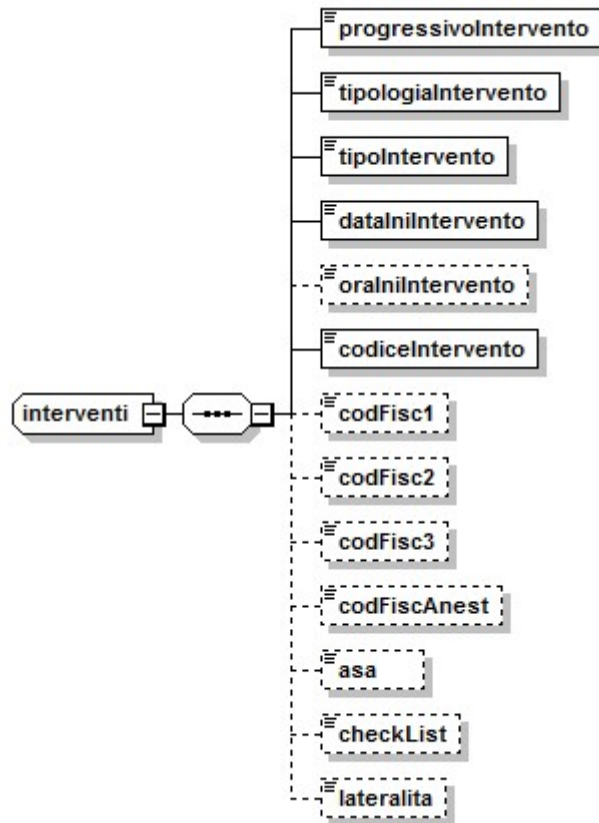 progressivoIntervento
tipologiaIntervento
tipoIntervento
dataIniIntervento
oraIniIntervento
codiceIntervento
interventi
codFisc1
codFisc2
codFisc3
codFiscAnest
asa
checkList
lateralita